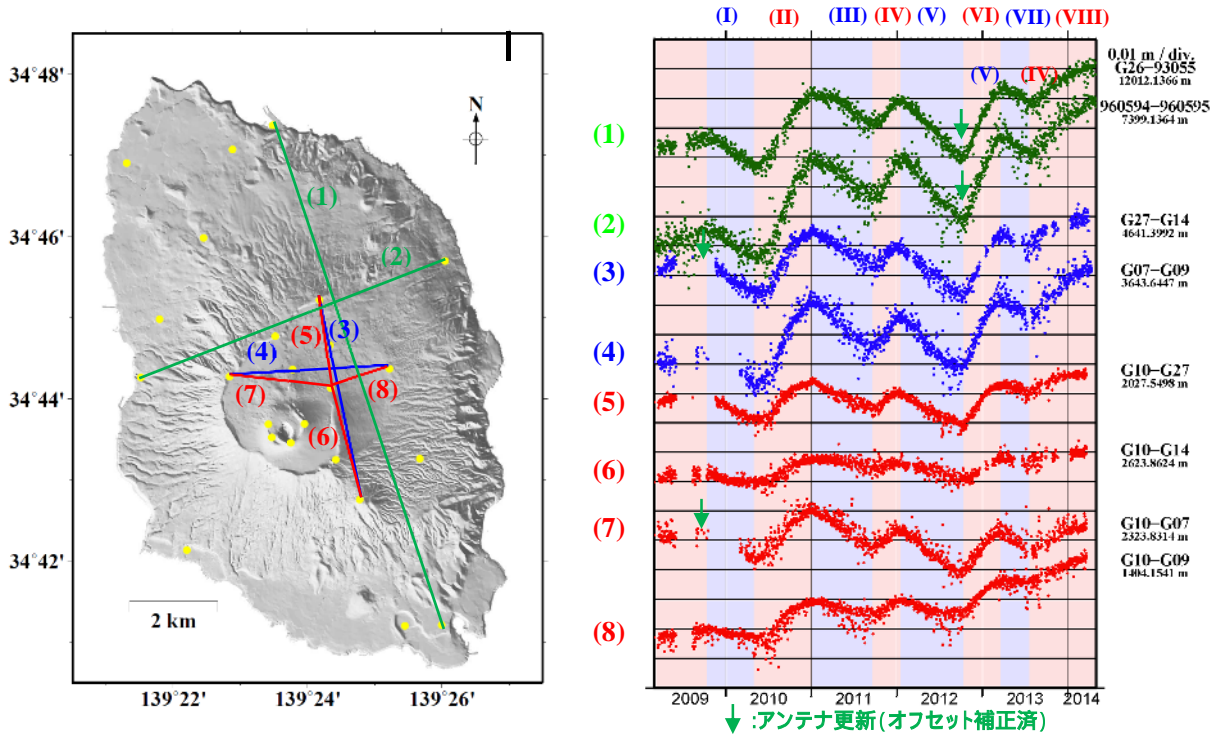 (I) (II) (III) (IV) (V) (VI) (VII) (VIII)
34°48'
34°46'
34°44'
34°42'
139°22' 139°24' 139°26'
N
2 km
(1)
(2)
(3)
(4)
(5)
(6)
(7)
(8)
(1)
(2)
(3)
(4)
(5)
(6)
(7)
(8)
(V) (IV)
0.01 m / div.
G26-93055
12012.1366 m
960594-960595
7399.1364 m
G27-G14
4641.3992 m
G07-G09
3643.6447 m
G10-G27
2027.5498 m
G10-G14
2623.8624 m
G10-G07
2323.8314 m
G10-G09
1404.1541 m
2009 2010 2011 2012 2013 2014
:アンテナ更新(オフセット補正済)